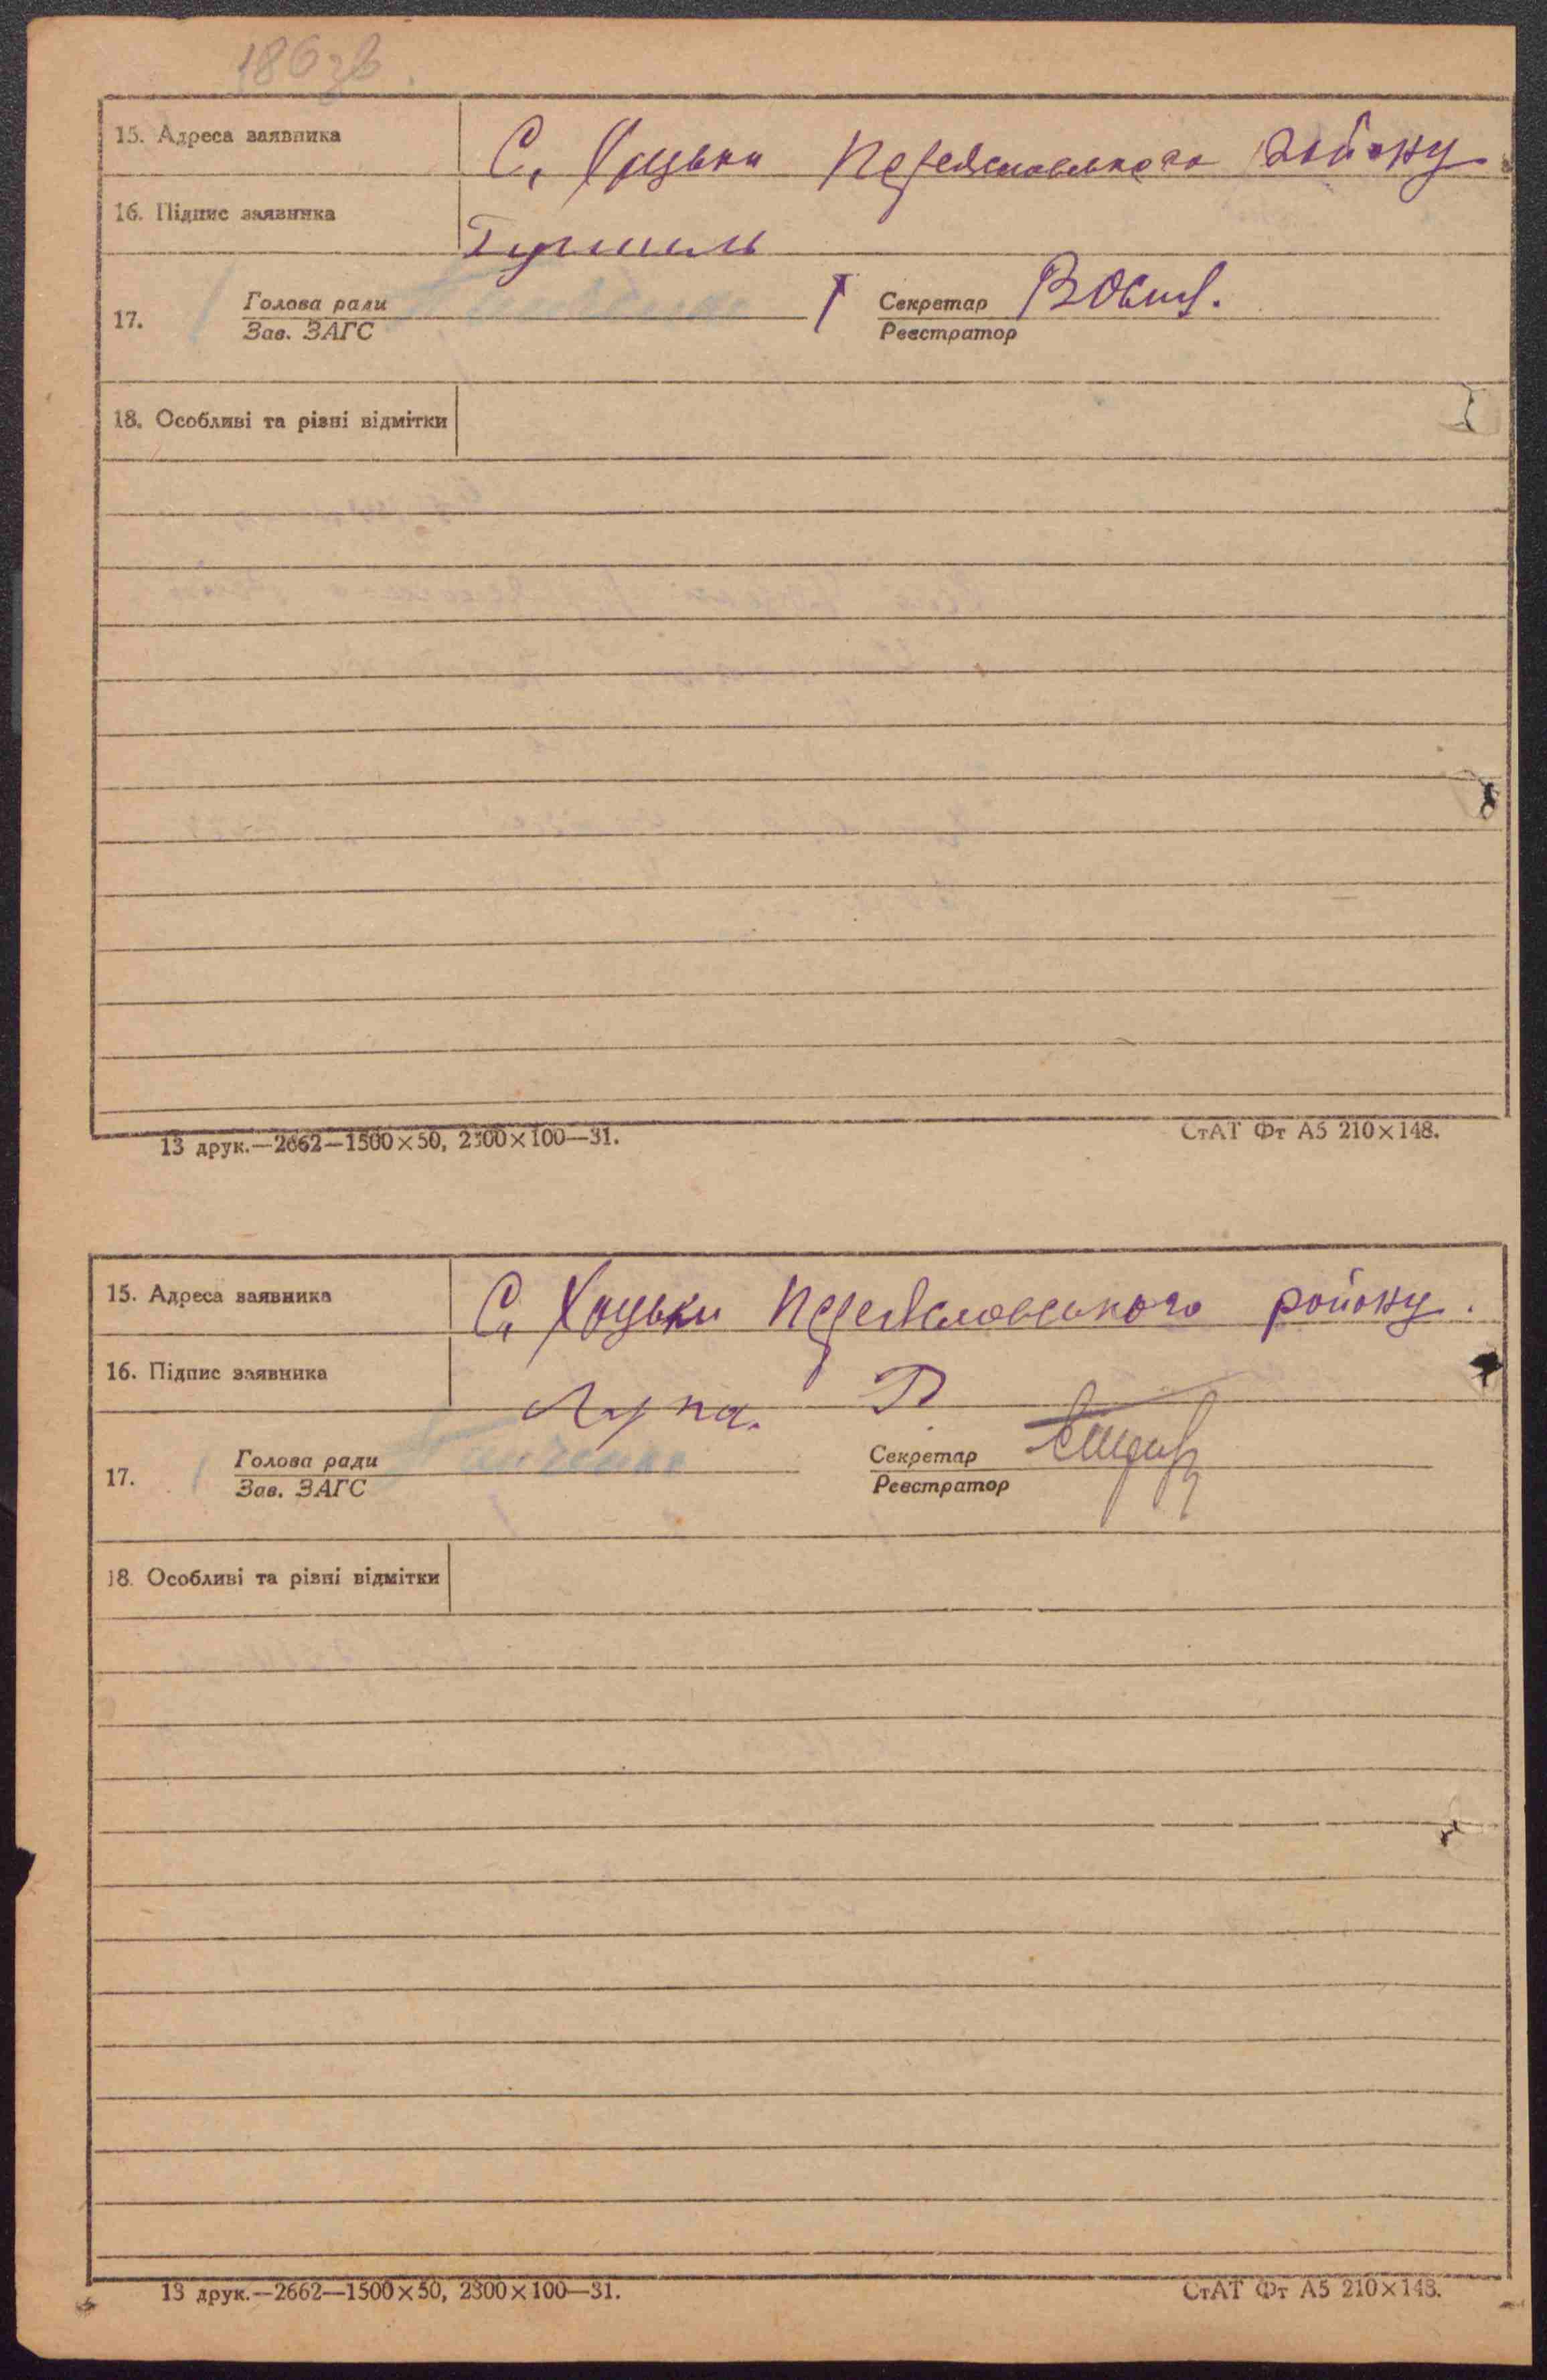 186зв.
15. Адреса заявника С. Хоцьки Переяславського району
16. Підпис заявника
17. Голова ради Секретар
Зав. ЗАГС Реєстратор
18. Особливі та різні відмітки
13 друк.—2662—1500×50, 2300×100—31. СтАТ Фт А5 210×148.
15. Адреса заявника С. Хоцьки Переяславського району.
16. Підпис заявника Лупа. П
17. Голова ради Панченко Секретар
Зав. ЗАГС Реєстратор
18. Особливі та різні відмітки
13 друк.—2662—1500×50, 2300×100—31. СтАТ Фт А5 210×148.